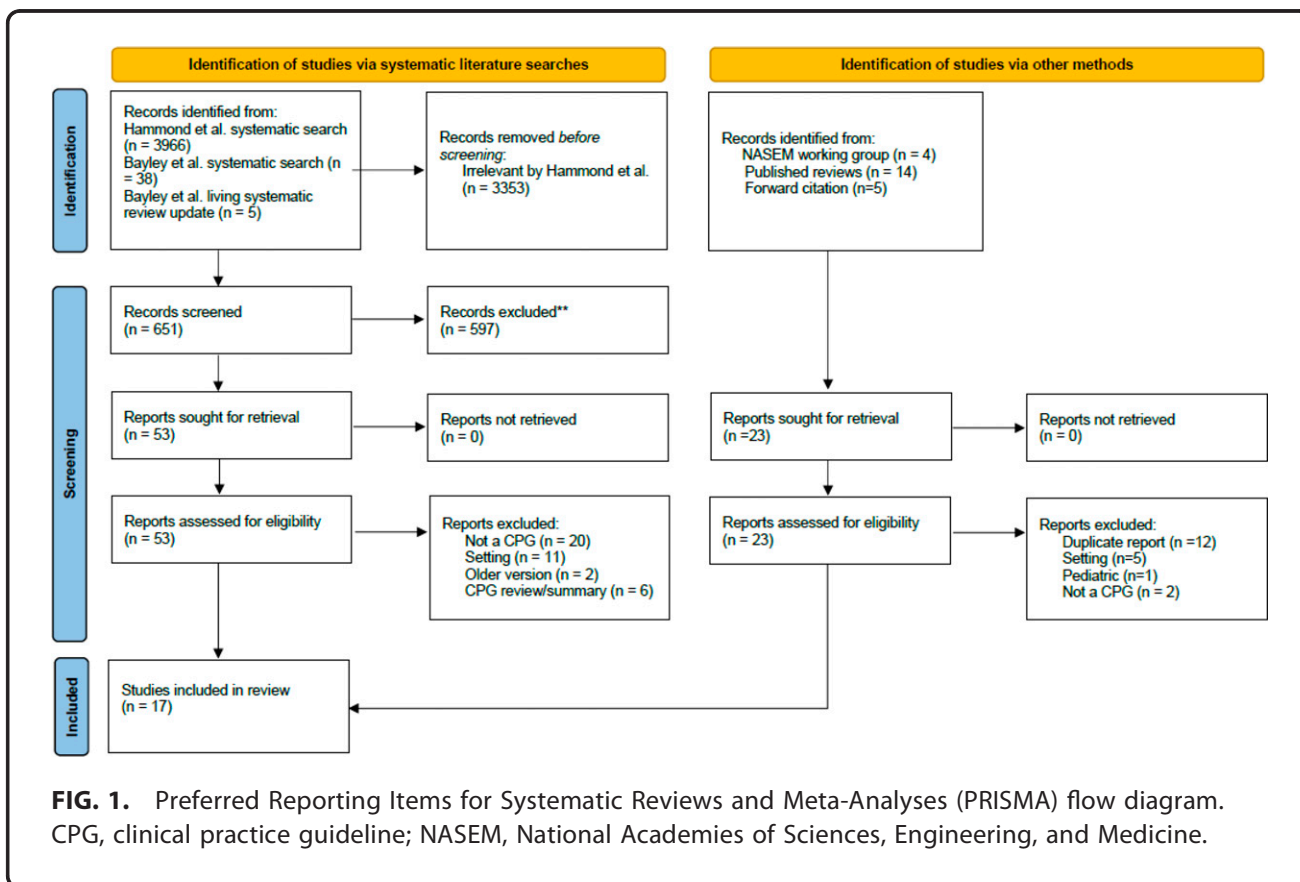 Identification of studies via systematic literature searches
Identification of studies via other methods
Identification
Records identified from:
Hammond et al. systematic search
(n = 3966)
Bayley et al. systematic search (n
= 38)
Bayley et al. living systematic
review update (n = 5)
Records removed before
screening:
Irrelevant by Hammond et al.
(n = 3353)
Records identified from:
NASEM working group (n = 4)
Published reviews (n = 14)
Forward citation (n=5)
Screening
Records screened
(n = 651)
Records excluded**
(n = 597)
Reports sought for retrieval
(n = 53)
Reports not retrieved
(n = 0)
Reports sought for retrieval
(n =23)
Reports not retrieved
(n = 0)
Reports assessed for eligibility
(n = 53)
Reports excluded:
Not a CPG (n = 20)
Setting (n = 11)
Older version (n = 2)
CPG review/summary (n = 6)
Reports assessed for eligibility
(n = 23)
Reports excluded:
Duplicate report (n =12)
Setting (n=5)
Pediatric (n=1)
Not a CPG (n = 2)
Included
Studies included in review
(n = 17)
FIG. 1. Preferred Reporting Items for Systematic Reviews and Meta-Analyses (PRISMA) flow diagram.
CPG, clinical practice guideline; NASEM, National Academies of Sciences, Engineering, and Medicine.